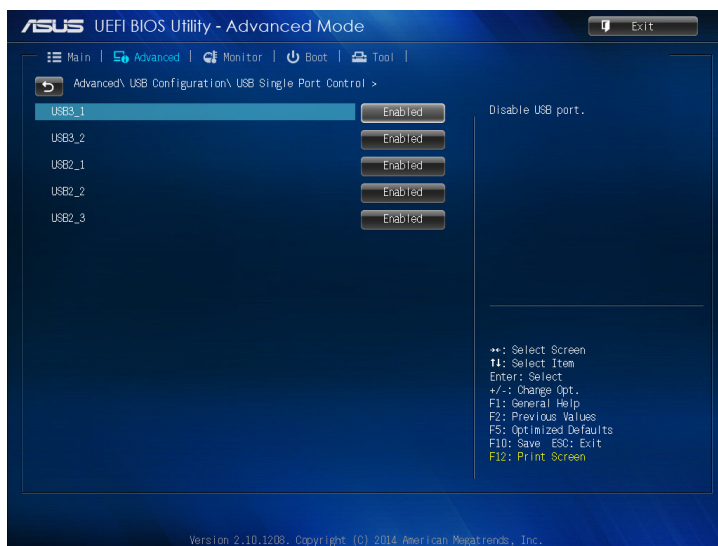 ASUS UEFI BIOS Utility - Advanced Mode
Exit
Main | Advanced | Monitor | Boot | Tool |
Advanced\ USB Configuration\ USB Single Port Control >
USB3_1 Enabled
USB3_2 Enabled
USB2_1 Enabled
USB2_2 Enabled
USB2_3 Enabled
Disable USB port.
→←: Select Screen
↑↓: Select Item
Enter: Select
+/-: Change Opt.
F1: General Help
F2: Previous Values
F5: Optimized Defaults
F10: Save ESC: Exit
F12: Print Screen
Version 2.10.1208. Copyright (C) 2014 American Megatrends, Inc.